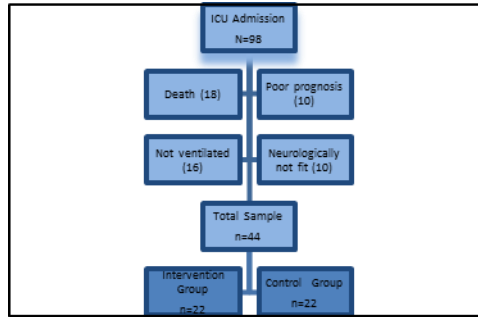 ICU Admission
N=98
Death (18)
Poor prognosis
(10)
Not ventilated
(16)
Neurologically
not fit (10)
Total Sample
n=44
Intervention
Group
n=22
Control Group
n=22